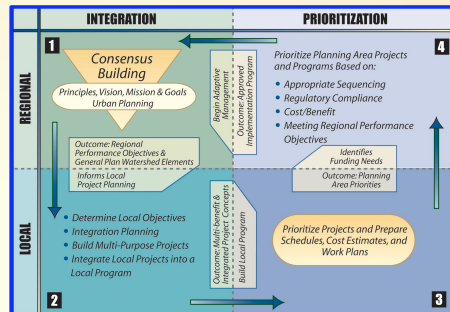 INTEGRATION
PRIORITIZATION
REGIONAL
LOCAL
1
Consensus
Building
Principles, Vision, Mission & Goals
Urban Planning
Outcome: Regional
Performance Objectives &
General Plan Watershed Elements
Informs Local
Project Planning
Begin Adaptive
Management
Outcome: Approved
Implementation Program
4
Prioritize Planning Area Projects
and Programs Based on:
• Appropriate Sequencing
• Regulatory Compliance
• Cost/Benefit
• Meeting Regional Performance
Objectives
Identifies
Funding Needs
Outcome: Planning
Area Priorities
• Determine Local Objectives
• Integration Planning
• Build Multi-Purpose Projects
• Integrate Local Projects into a
Local Program
2
Outcome: Multi-benefit &
Integrated Project Concepts
Build Local Program
Prioritize Projects and Prepare
Schedules, Cost Estimates, and
Work Plans
3